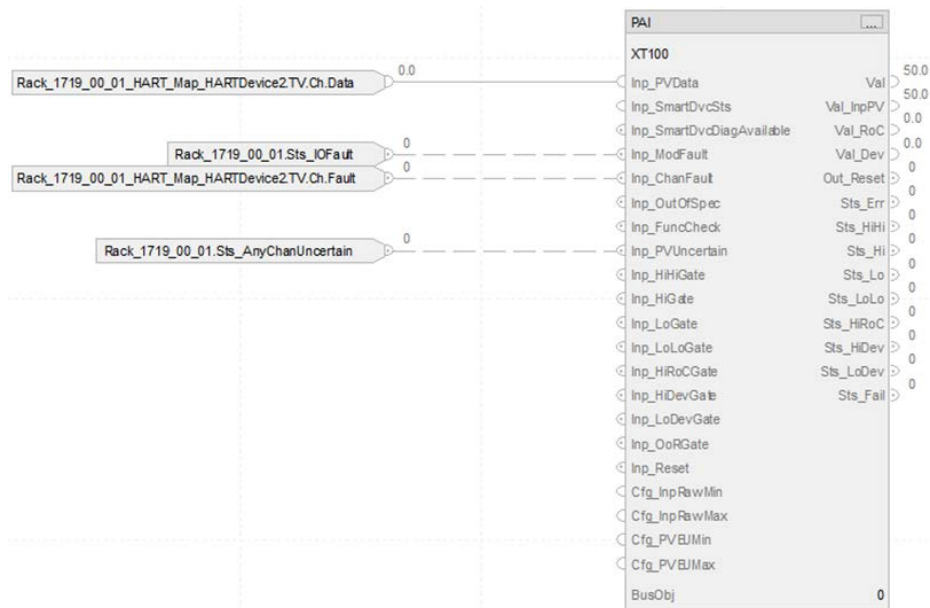 PAI ...
XT100
Rack_1719_00_01_HART_Map_HARTDevice2.TV.Ch.Data 0.0 Inp_PVData Val 50.0
Inp_SmartDvcSts Val_InpPV 50.0
Inp_SmartDvcDiagAvailable Val_RoC 0.0
Rack_1719_00_01.Sts_IOFault 0 Inp_ModFault Val_Dev 0.0
Rack_1719_00_01_HART_Map_HARTDevice2.TV.Ch.Fault 0 Inp_ChanFault Out_Reset 0
Inp_OutOfSpec Sts_Err 0
Inp_FuncCheck Sts_HiHi 0
Rack_1719_00_01.Sts_AnyChanUncertain 0 Inp_PVUncertain Sts_Hi 0
Inp_HiHiGate Sts_Lo 0
Inp_HiGate Sts_LoLo 0
Inp_LoGate Sts_HiRoC 0
Inp_LoLoGate Sts_HiDev 0
Inp_HiRoCGate Sts_LoDev 0
Inp_HiDevGate Sts_Fail 0
Inp_LoDevGate
Inp_OoRGate
Inp_Reset
Cfg_InpRawMin
Cfg_InpRawMax
Cfg_PVEUMin
Cfg_PVEUMax
BusObj 0